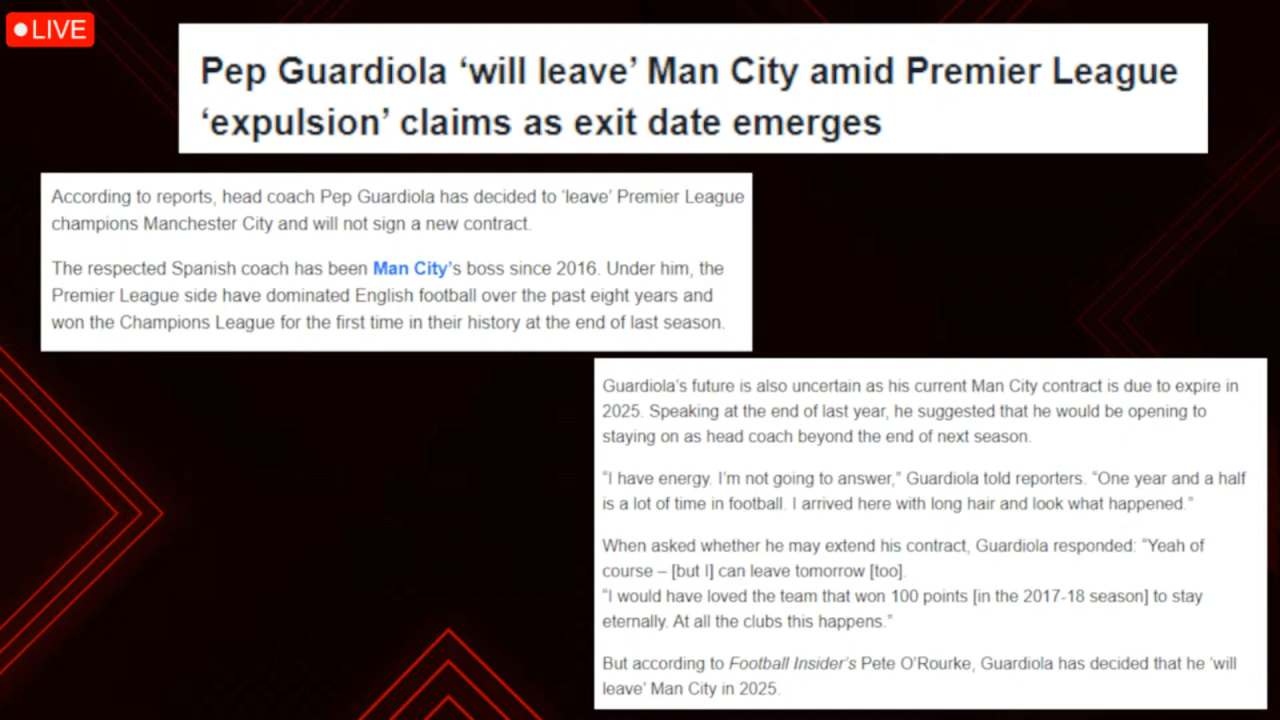 LIVE
Pep Guardiola ‘will leave’ Man City amid Premier League
‘expulsion’ claims as exit date emerges
According to reports, head coach Pep Guardiola has decided to ‘leave’ Premier League
champions Manchester City and will not sign a new contract.
The respected Spanish coach has been Man City’s boss since 2016. Under him, the
Premier League side have dominated English football over the past eight years and
won the Champions League for the first time in their history at the end of last season.
Guardiola’s future is also uncertain as his current Man City contract is due to expire in
2025. Speaking at the end of last year, he suggested that he would be opening to
staying on as head coach beyond the end of next season.
“I have energy. I’m not going to answer,” Guardiola told reporters. “One year and a half
is a lot of time in football. I arrived here with long hair and look what happened.”
When asked whether he may extend his contract, Guardiola responded: “Yeah of
course – [but I] can leave tomorrow [too].
“I would have loved the team that won 100 points [in the 2017-18 season] to stay
eternally. At all the clubs this happens.”
But according to Football Insider’s Pete O’Rourke, Guardiola has decided that he ‘will
leave’ Man City in 2025.